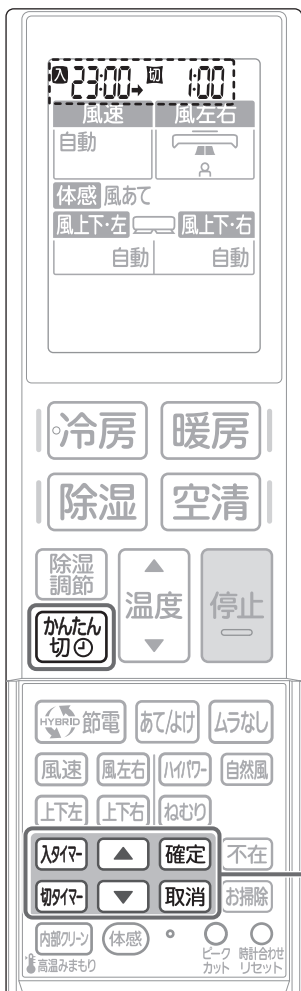 入 23:00→ 切 1:00
風速 風左右
自動
体感 風あて
風上下・左 風上下・右
自動 自動
冷房 暖房
除湿 空清
除湿
調節
温度
停止
かんたん
切
HYBRID 節電 あて/よけ ムラなし
風速 風左右 ハイパワー 自然風
上下左 上下右 ねむり
入タイマー ▲ 確定 不在
切タイマー ▼ 取消 お掃除
内部クリーン 体感
高温みまもり
ピーク
カット
時計合わせ
リセット